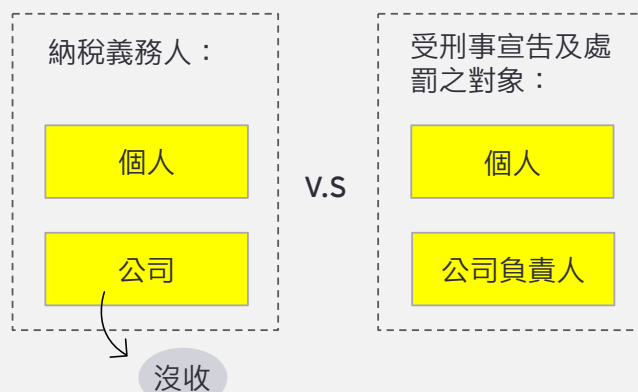 納稅義務人：
個人
公司
沒收
V.S
受刑事宣告及處
罰之對象：
個人
公司負責人